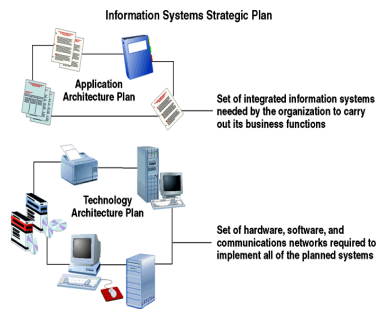 Information Systems Strategic Plan
Application
Architecture Plan
Set of integrated information systems
needed by the organization to carry
out its business functions
Technology
Architecture Plan
Set of hardware, software, and
communications networks required to
implement all of the planned systems